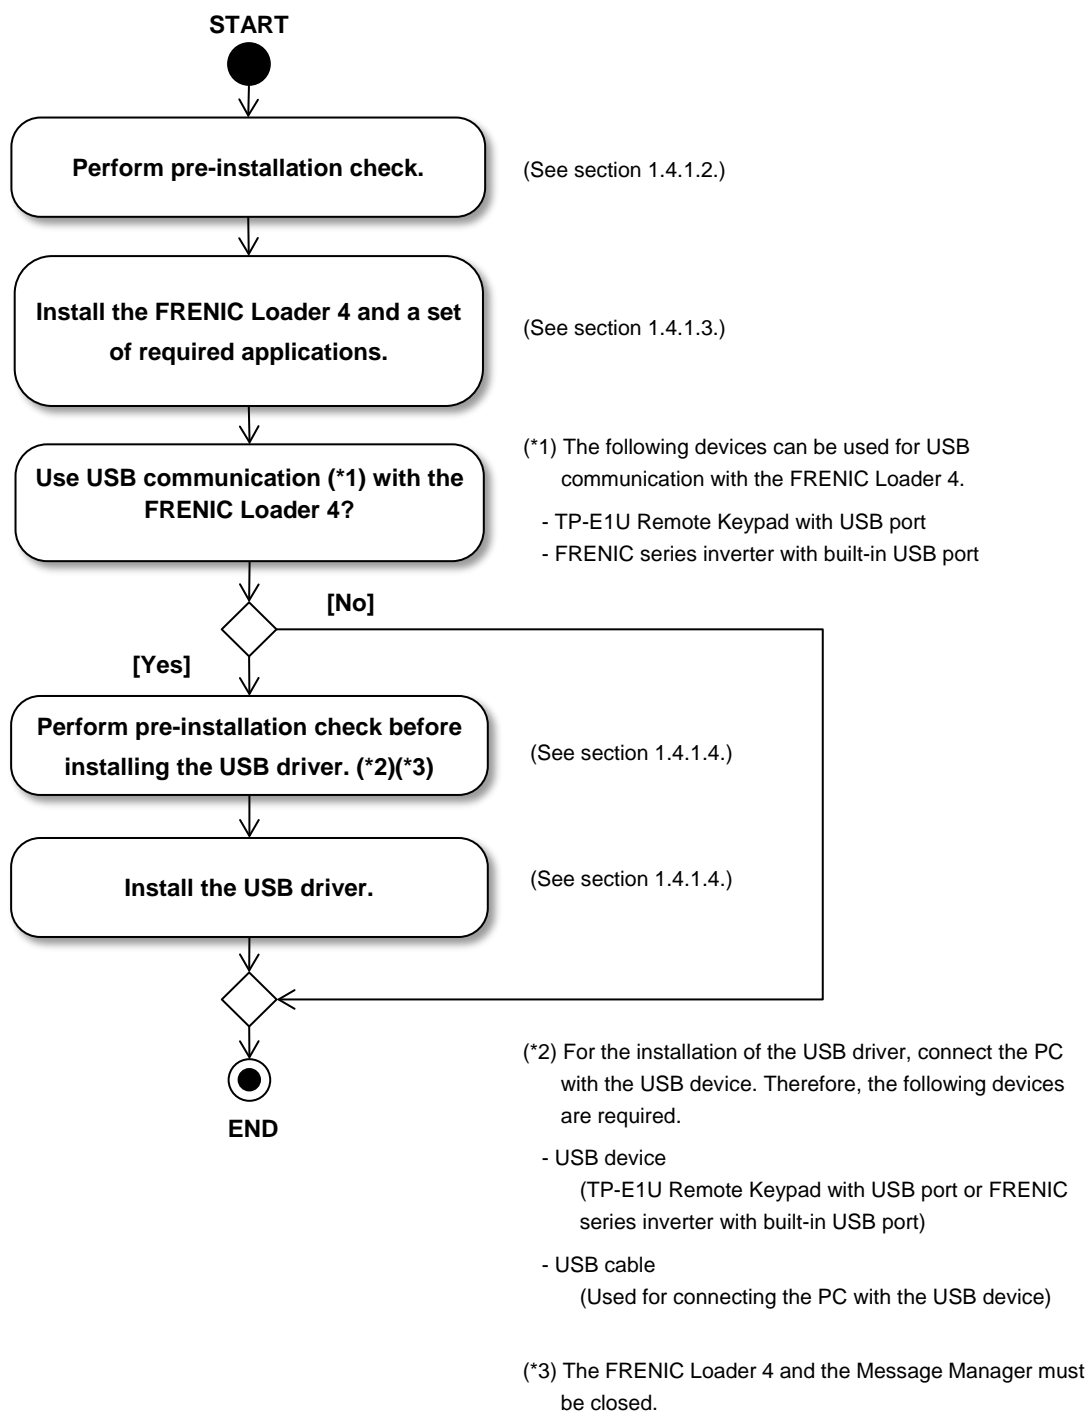 START
Perform pre-installation check.
(See section 1.4.1.2.)
Install the FRENIC Loader 4 and a set
of required applications.
(See section 1.4.1.3.)
Use USB communication (*1) with the
FRENIC Loader 4?
(*1) The following devices can be used for USB
communication with the FRENIC Loader 4.
- TP-E1U Remote Keypad with USB port
- FRENIC series inverter with built-in USB port
[No]
[Yes]
Perform pre-installation check before
installing the USB driver. (*2)(*3)
(See section 1.4.1.4.)
Install the USB driver.
(See section 1.4.1.4.)
END
(*2) For the installation of the USB driver, connect the PC
with the USB device. Therefore, the following devices
are required.
- USB device
(TP-E1U Remote Keypad with USB port or FRENIC
series inverter with built-in USB port)
- USB cable
(Used for connecting the PC with the USB device)
(*3) The FRENIC Loader 4 and the Message Manager must
be closed.